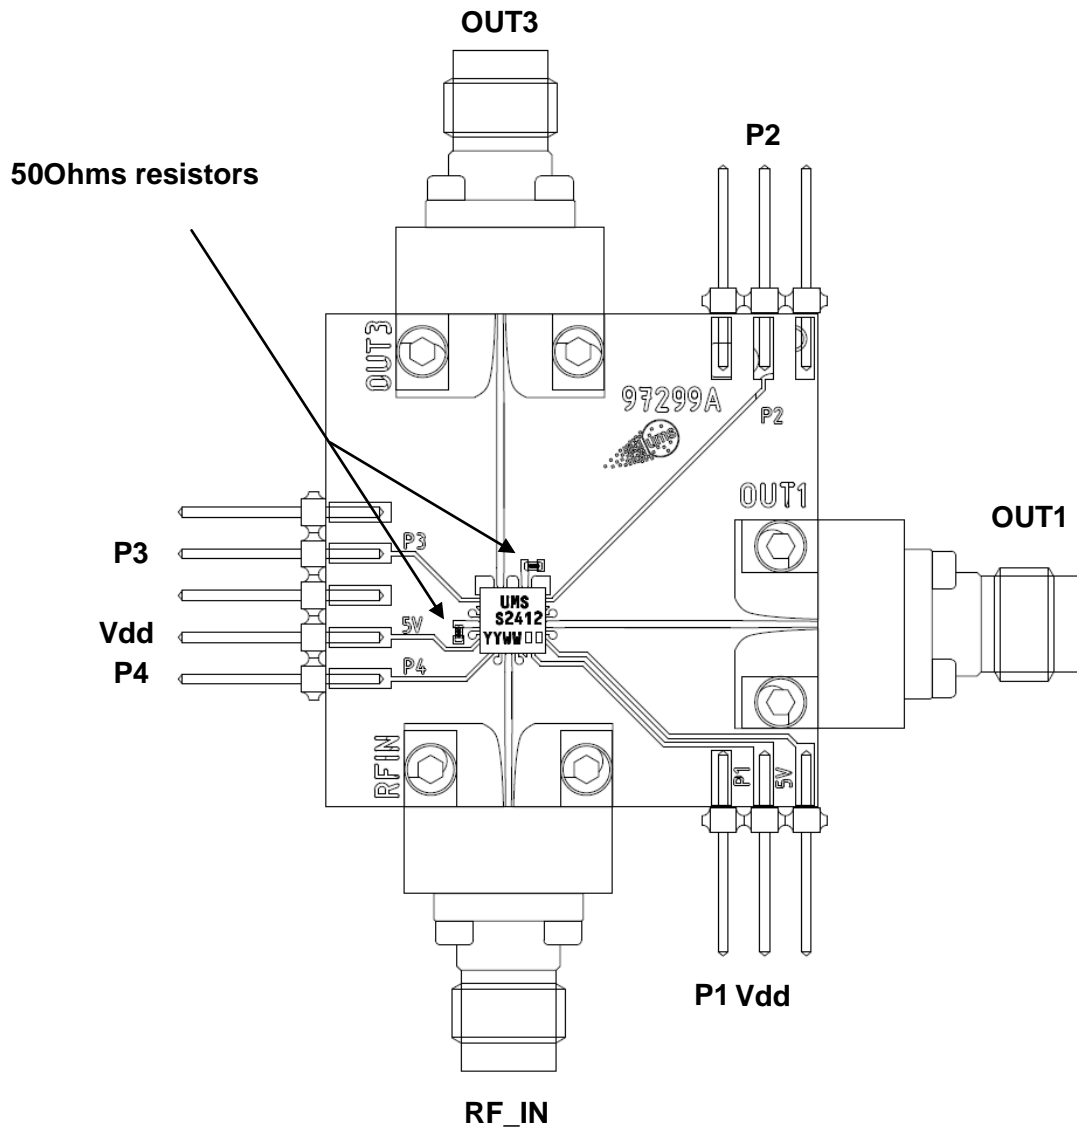 OUT3
P2
50Ohms resistors
OUT3
97299A
P2
ums
OUT1
OUT1
P3
P3
UMS
S2412
YYWW
Vdd
5V
P4
P4
RFIN
P1
5V
P1 Vdd
RF_IN